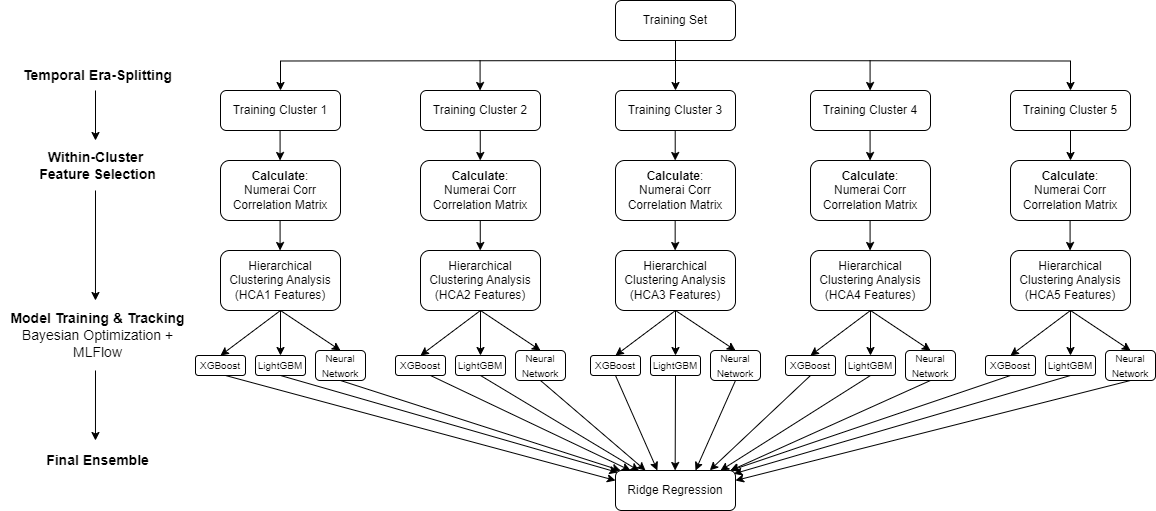 Training Set
Temporal Era-Splitting
Training Cluster 1
Training Cluster 2
Training Cluster 3
Training Cluster 4
Training Cluster 5
Within-Cluster
Feature Selection
Calculate:
Numerai Corr
Correlation Matrix
Calculate:
Numerai Corr
Correlation Matrix
Calculate:
Numerai Corr
Correlation Matrix
Calculate:
Numerai Corr
Correlation Matrix
Calculate:
Numerai Corr
Correlation Matrix
Hierarchical
Clustering Analysis
(HCA1 Features)
Hierarchical
Clustering Analysis
(HCA2 Features)
Hierarchical
Clustering Analysis
(HCA3 Features)
Hierarchical
Clustering Analysis
(HCA4 Features)
Hierarchical
Clustering Analysis
(HCA5 Features)
Model Training & Tracking
Bayesian Optimization +
MLFlow
XGBoost
LightGBM
Neural
Network
XGBoost
LightGBM
Neural
Network
XGBoost
LightGBM
Neural
Network
XGBoost
LightGBM
Neural
Network
XGBoost
LightGBM
Neural
Network
Final Ensemble
Ridge Regression